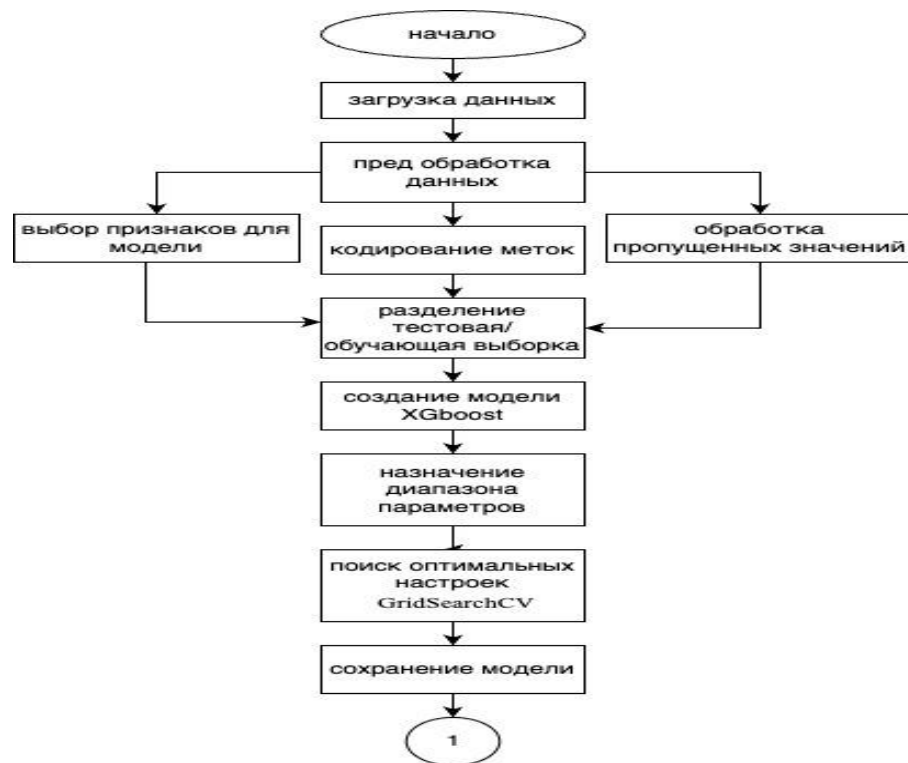 начало
загрузка данных
пред обработка
данных
выбор признаков для
модели
кодирование меток
обработка
пропущенных значений
разделение
тестовая/
обучающая выборка
создание модели
XGboost
назначение
диапазона
параметров
поиск оптимальных
настроек
GridSearchCV
сохранение модели
1